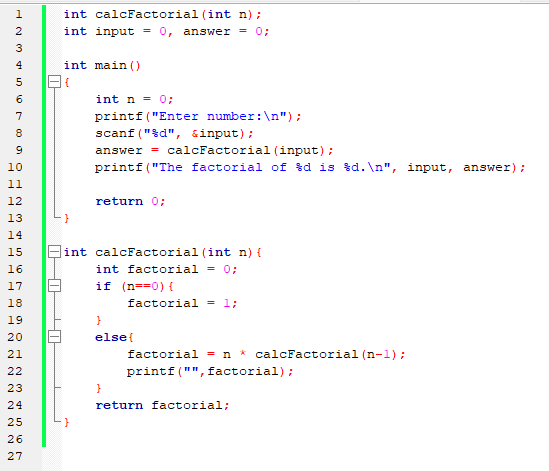 1 int calcFactorial(int n);
2 int input = 0, answer = 0;
3
4 int main()
5 {
6 int n = 0;
7 printf("Enter number:\n");
8 scanf("%d", &input);
9 answer = calcFactorial(input);
10 printf("The factorial of %d is %d.\n", input, answer);
11
12 return 0;
13 }
14
15 int calcFactorial(int n){
16 int factorial = 0;
17 if (n==0){
18 factorial = 1;
19 }
20 else{
21 factorial = n * calcFactorial(n-1);
22 printf("",factorial);
23 }
24 return factorial;
25 }
26
27